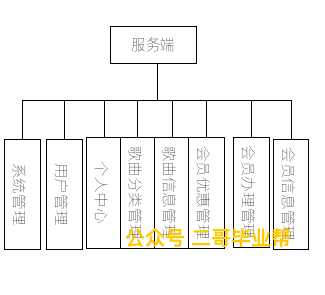 服务端
系统管理
用户管理
个人中心
歌曲分类管理
歌曲信息管理
会员优惠管理
会员办理管理
会员信息管理
公众号 二哥毕业帮